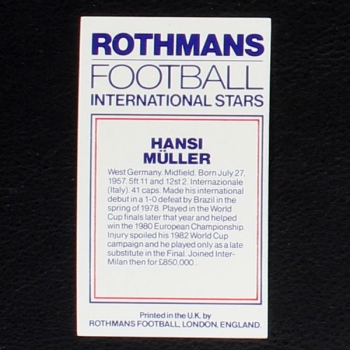 ROTHMANS
FOOTBALL
INTERNATIONAL STARS
HANSI
MÜLLER
West Germany. Midfield. Born July 27,
1957. 5ft 11 and 12st 2. Internazionale
(Italy). 41 caps. Made his international
debut in a 1-0 defeat by Brazil in the
spring of 1978. Played in the World
Cup finals later that year and helped
win the 1980 European Championship.
Injury spoiled his 1982 World Cup
campaign and he played only as a late
substitute in the Final. Joined Inter-
Milan then for £850,000.
Printed in the U.K. by
ROTHMANS FOOTBALL, LONDON, ENGLAND.